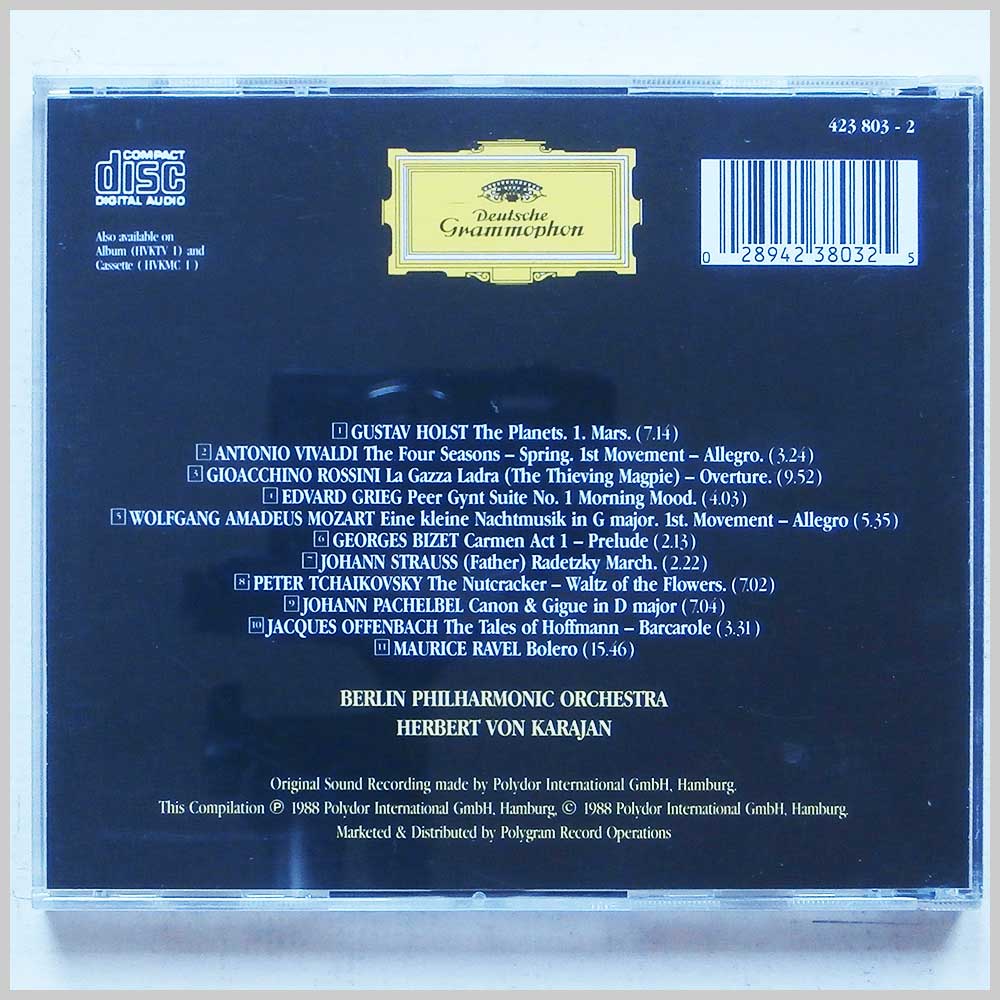 423 803 - 2
COMPACT
disc
DIGITAL AUDIO
Also available on
Album (HVKTV 1) and
Cassette (HVKMC 1)
Deutsche
Grammophon
0 28942 38032 5
1 GUSTAV HOLST The Planets. 1. Mars. (7.14)
2 ANTONIO VIVALDI The Four Seasons – Spring. 1st Movement – Allegro. (3.24)
3 GIOACCHINO ROSSINI La Gazza Ladra (The Thieving Magpie) – Overture. (9.52)
4 EDVARD GRIEG Peer Gynt Suite No. 1 Morning Mood. (4.03)
5 WOLFGANG AMADEUS MOZART Eine kleine Nachtmusik in G major. 1st. Movement – Allegro (5.35)
6 GEORGES BIZET Carmen Act 1 – Prelude (2.13)
7 JOHANN STRAUSS (Father) Radetzky March. (2.22)
8 PETER TCHAIKOVSKY The Nutcracker – Waltz of the Flowers. (7.02)
9 JOHANN PACHELBEL Canon & Gigue in D major (7.04)
10 JACQUES OFFENBACH The Tales of Hoffmann – Barcarole (3.31)
11 MAURICE RAVEL Bolero (15.46)
BERLIN PHILHARMONIC ORCHESTRA
HERBERT VON KARAJAN
Original Sound Recording made by Polydor International GmbH, Hamburg.
This Compilation ℗ 1988 Polydor International GmbH, Hamburg, © 1988 Polydor International GmbH, Hamburg.
Marketed & Distributed by Polygram Record Operations